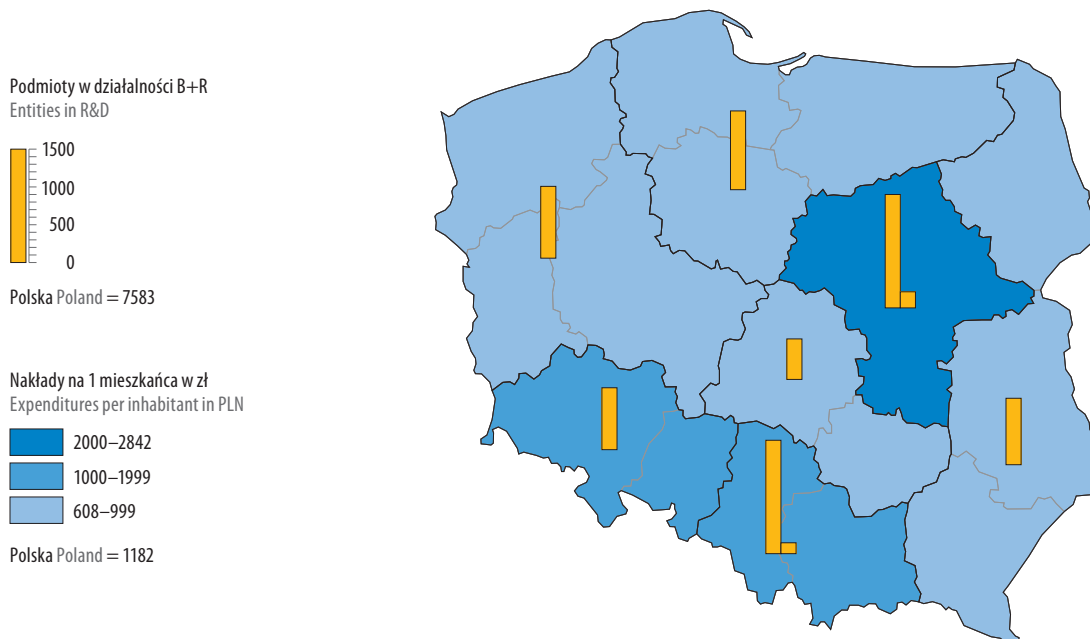 Podmioty w działalności B+R
Entities in R&D
1500
1000
500
0
Polska Poland = 7583
Nakłady na 1 mieszkańca w zł
Expenditures per inhabitant in PLN
2000–2842
1000–1999
608–999
Polska Poland = 1182